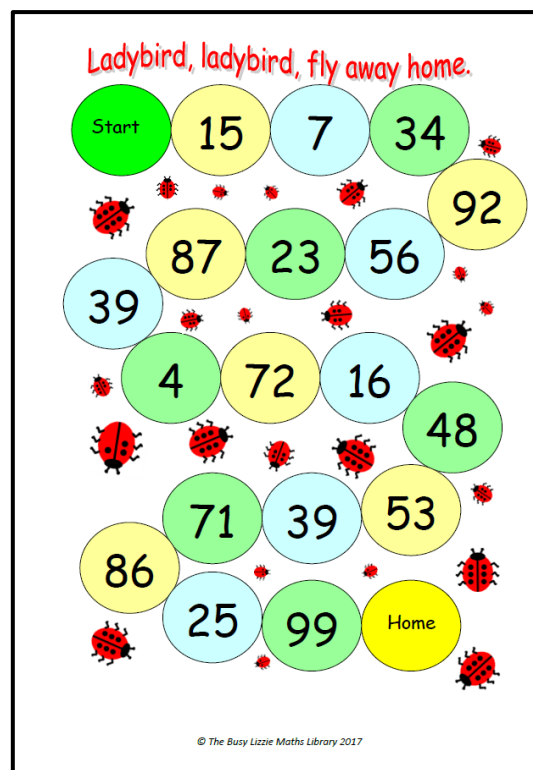 Ladybird, ladybird, fly away home.
Start 15 7 34
92
87 23 56
39
4 72 16
48
71 39 53
86
25 99 Home
© The Busy Lizzie Maths Library 2017